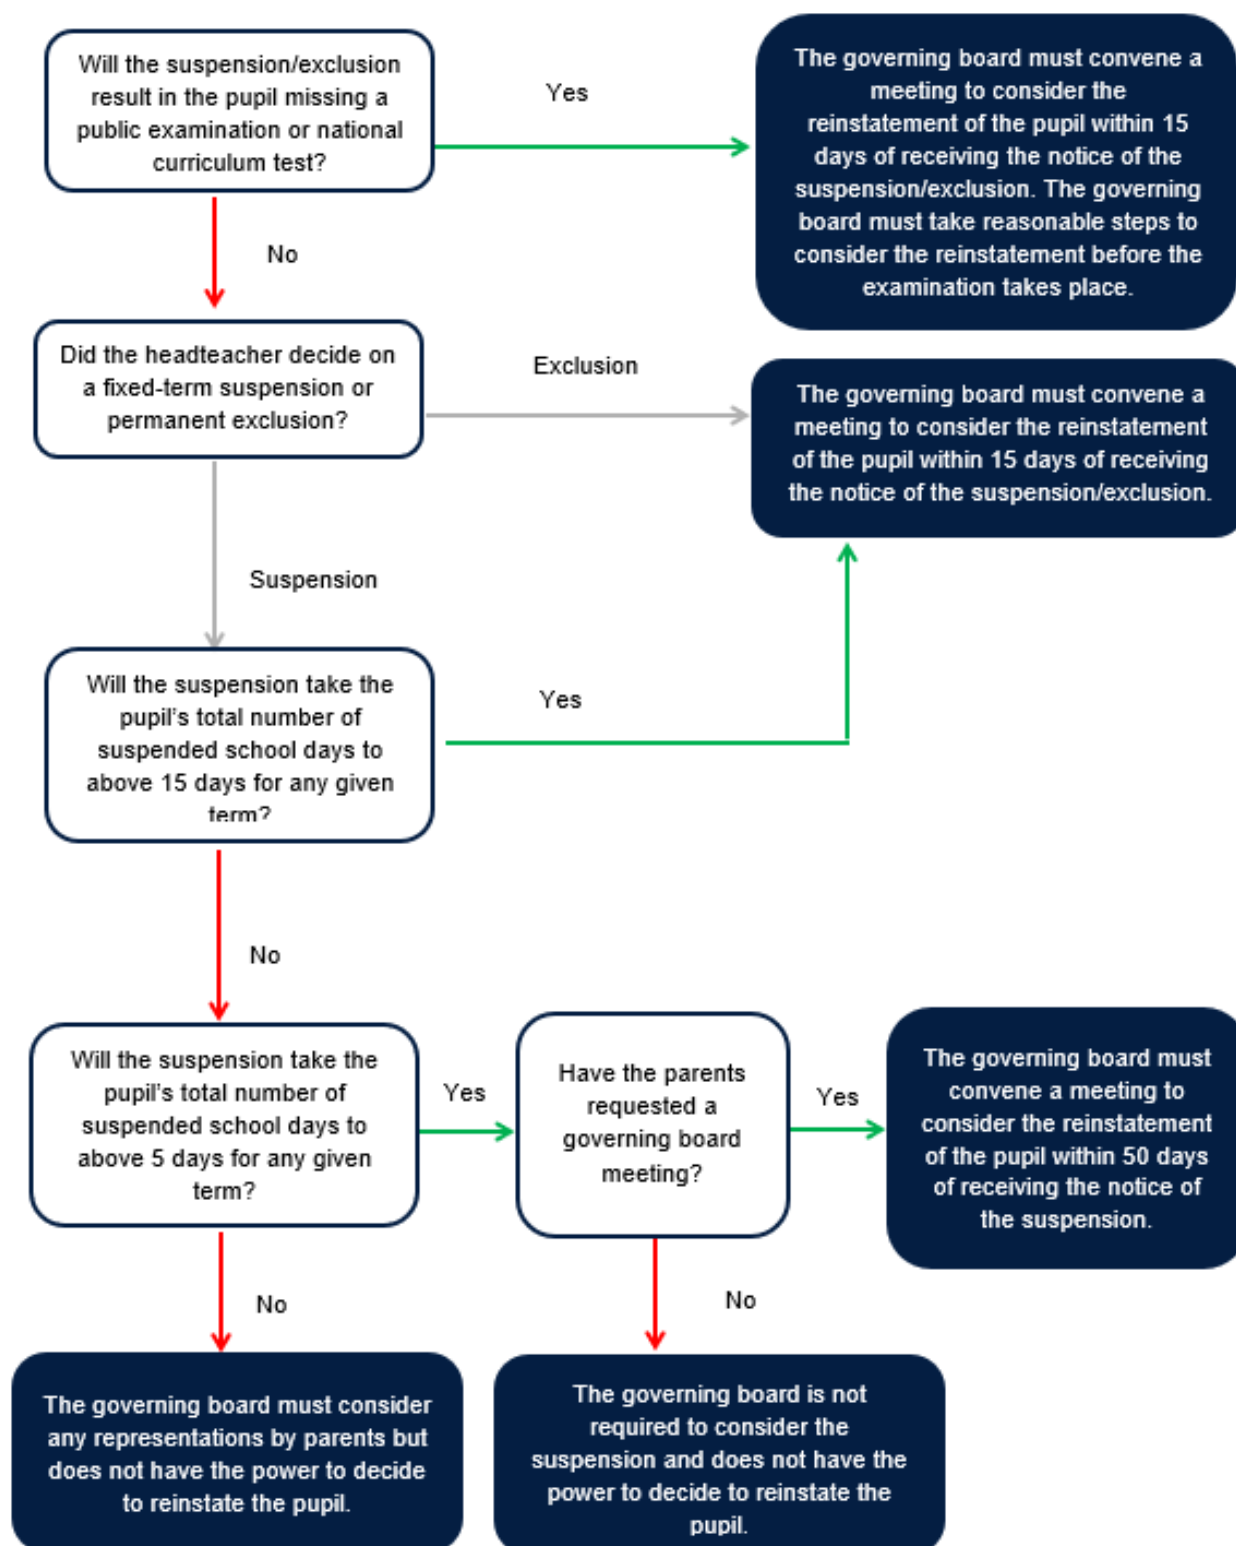 Will the suspension/exclusion
result in the pupil missing a
public examination or national
curriculum test?
Yes
The governing board must convene a
meeting to consider the
reinstatement of the pupil within 15
days of receiving the notice of the
suspension/exclusion. The governing
board must take reasonable steps to
consider the reinstatement before the
examination takes place.
No
Did the headteacher decide on
a fixed-term suspension or
permanent exclusion?
Exclusion
The governing board must convene a
meeting to consider the reinstatement
of the pupil within 15 days of receiving
the notice of the suspension/exclusion.
Suspension
Will the suspension take the
pupil's total number of
suspended school days to
above 15 days for any given
term?
Yes
No
Will the suspension take the
pupil's total number of
suspended school days to
above 5 days for any given
term?
Yes
Have the parents
requested a
governing board
meeting?
Yes
The governing board must
convene a meeting to
consider the reinstatement
of the pupil within 50 days
of receiving the notice of
the suspension.
No
No
The governing board must consider
any representations by parents but
does not have the power to decide
to reinstate the pupil.
The governing board is not
required to consider the
suspension and does not have the
power to decide to reinstate the
pupil.